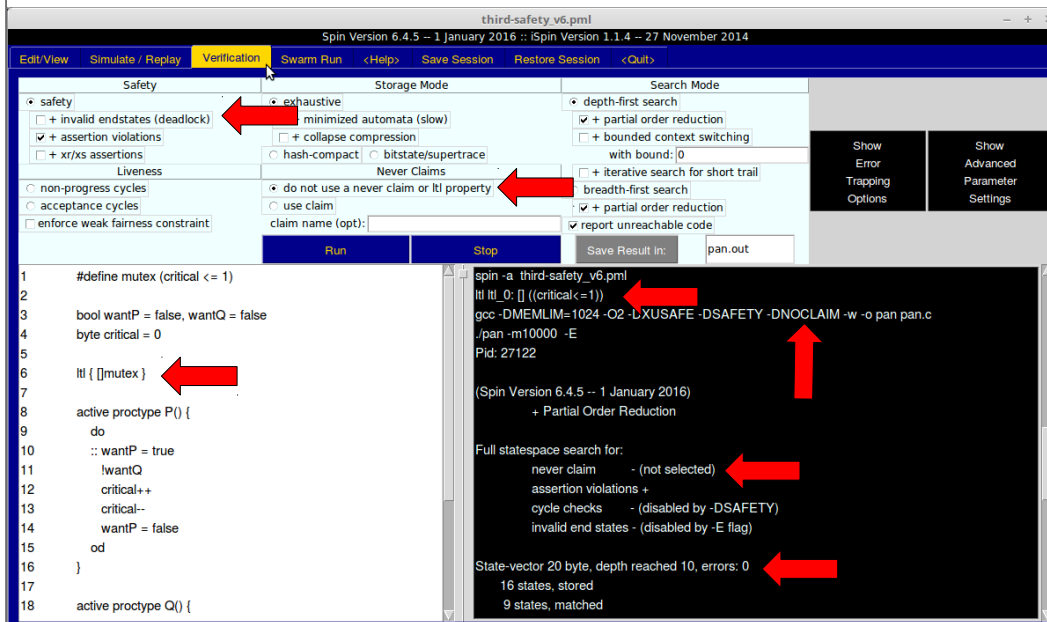 third-safety_v6.pml
Spin Version 6.4.5 -- 1 January 2016 :: iSpin Version 1.1.4 -- 27 November 2014
Edit/View Simulate / Replay Verification Swarm Run <Help> Save Session Restore Session <Quit>
Safety Storage Mode Search Mode
safety exhaustive depth-first search
+ invalid endstates (deadlock) minimized automata (slow) + partial order reduction
+ assertion violations + collapse compression + bounded context switching
+ xr/xs assertions hash-compact bitstate/supertrace with bound: 0
Liveness Never Claims + iterative search for short trail
non-progress cycles do not use a never claim or ltl property breadth-first search
acceptance cycles use claim + partial order reduction
enforce weak fairness constraint claim name (opt): report unreachable code
Run Stop Save Result in: pan.out
Show Error Trapping Options
Show Advanced Parameter Settings
1 #define mutex (critical <= 1)
2
3 bool wantP = false, wantQ = false
4 byte critical = 0
5
6 ltl { []mutex }
7
8 active proctype P() {
9 do
10 :: wantP = true
11 !wantQ
12 critical++
13 critical--
14 wantP = false
15 od
16 }
17
18 active proctype Q() {
spin -a third-safety_v6.pml
ltl ltl_0: [] ((critical<=1))
gcc -DMEMLIM=1024 -O2 -DXUSAFE -DSAFETY -DNOCLAIM -w -o pan pan.c
./pan -m10000 -E
Pid: 27122
(Spin Version 6.4.5 -- 1 January 2016)
+ Partial Order Reduction
Full statespace search for:
never claim - (not selected)
assertion violations +
cycle checks - (disabled by -DSAFETY)
invalid end states - (disabled by -E flag)
State-vector 20 byte, depth reached 10, errors: 0
16 states, stored
9 states, matched